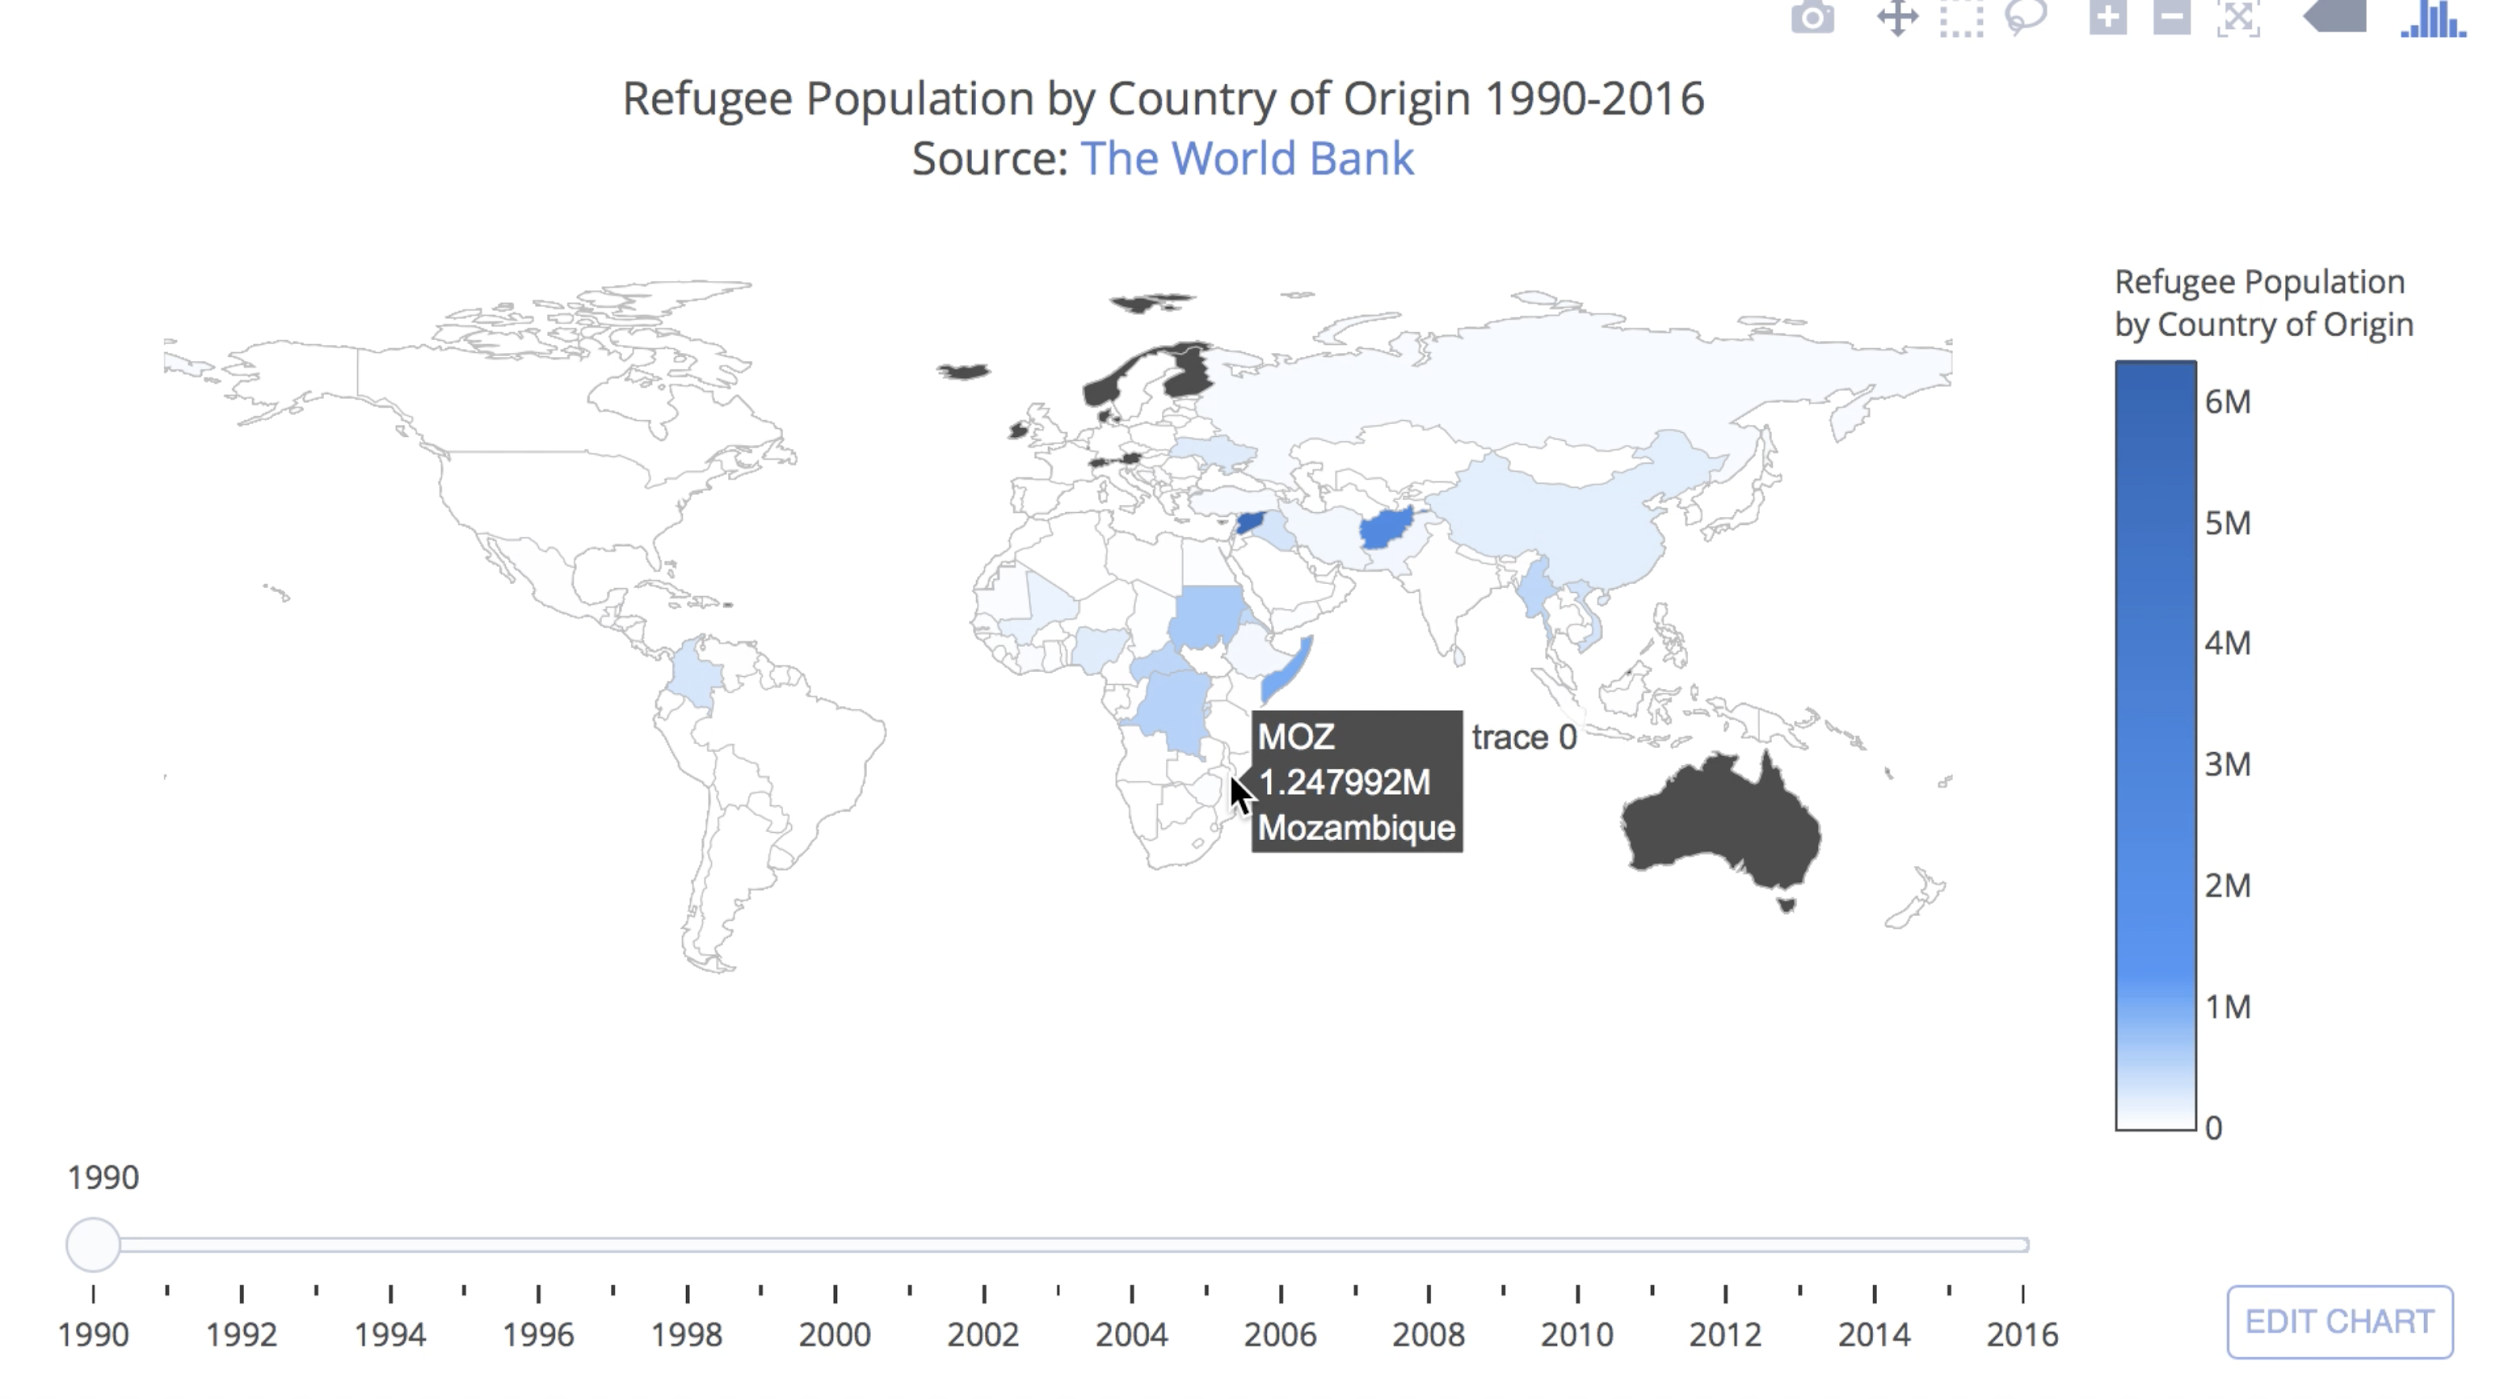 Refugee Population by Country of Origin 1990-2016
Source: The World Bank
Refugee Population
by Country of Origin
6M
5M
4M
3M
2M
1M
0
MOZ
1.247992M
Mozambique
trace 0
1990
1990 1992 1994 1996 1998 2000 2002 2004 2006 2008 2010 2012 2014 2016
EDIT CHART